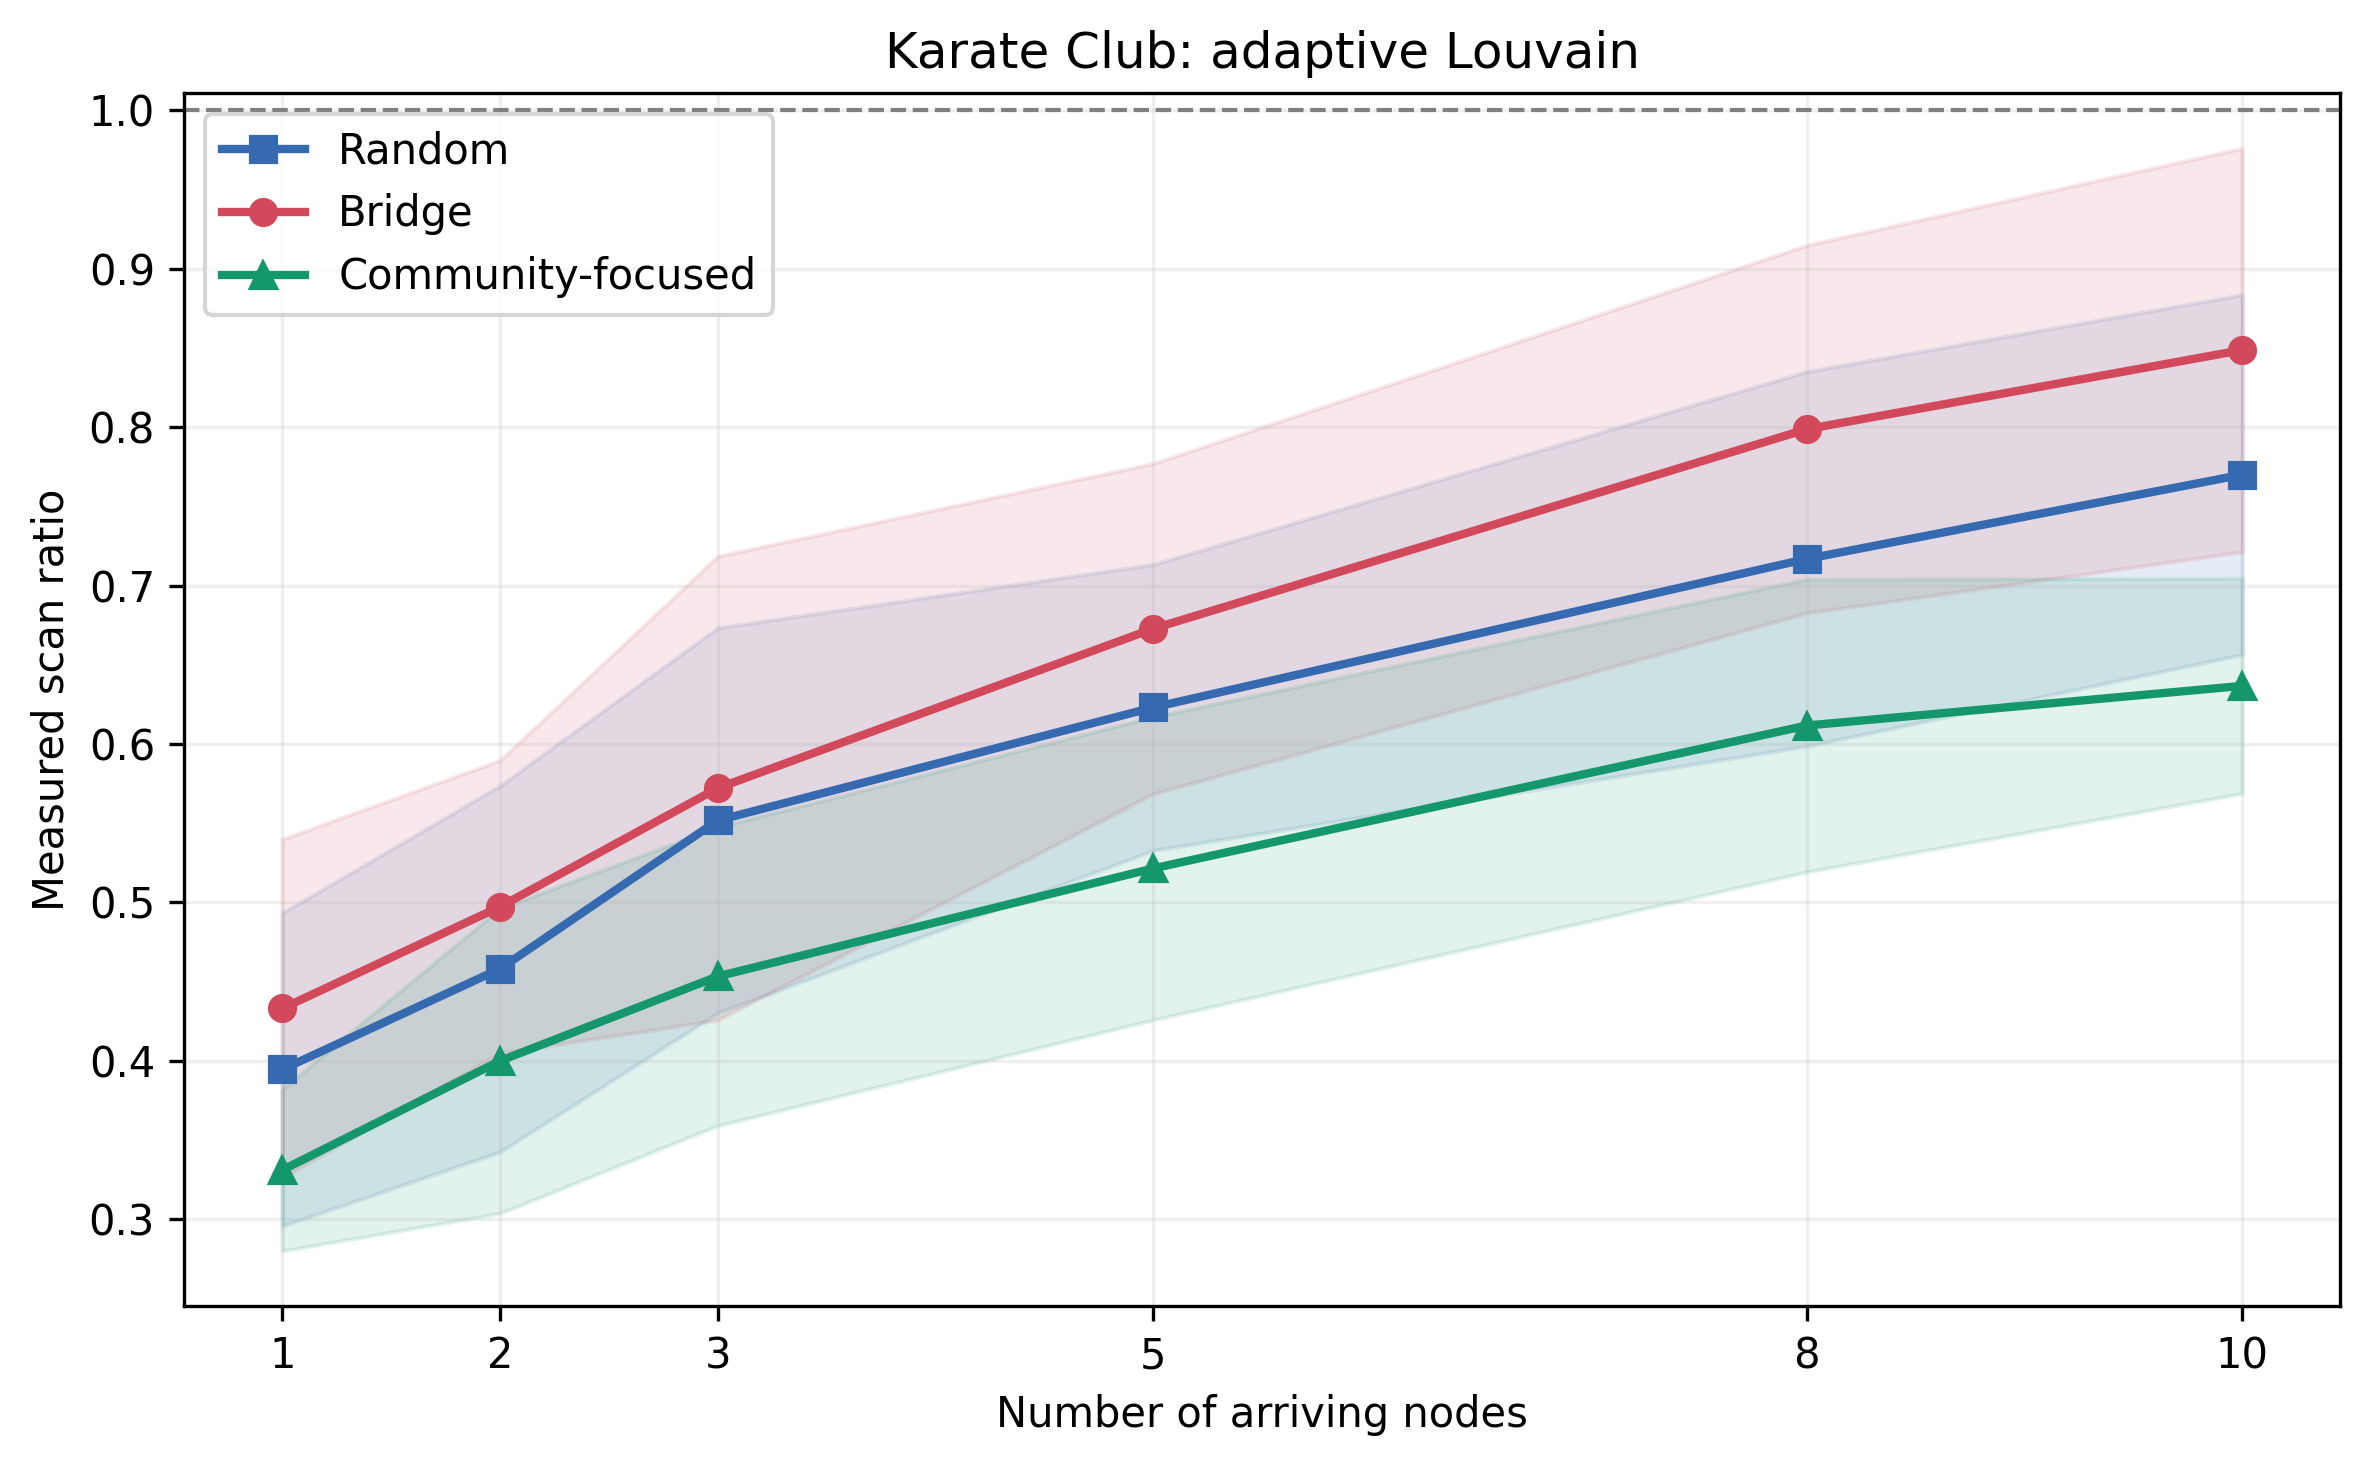 Karate Club: adaptive Louvain
1.0
0.9
0.8
0.7
0.6
0.5
0.4
0.3
Measured scan ratio
Random
Bridge
Community-focused
1 2 3 5 8 10
Number of arriving nodes